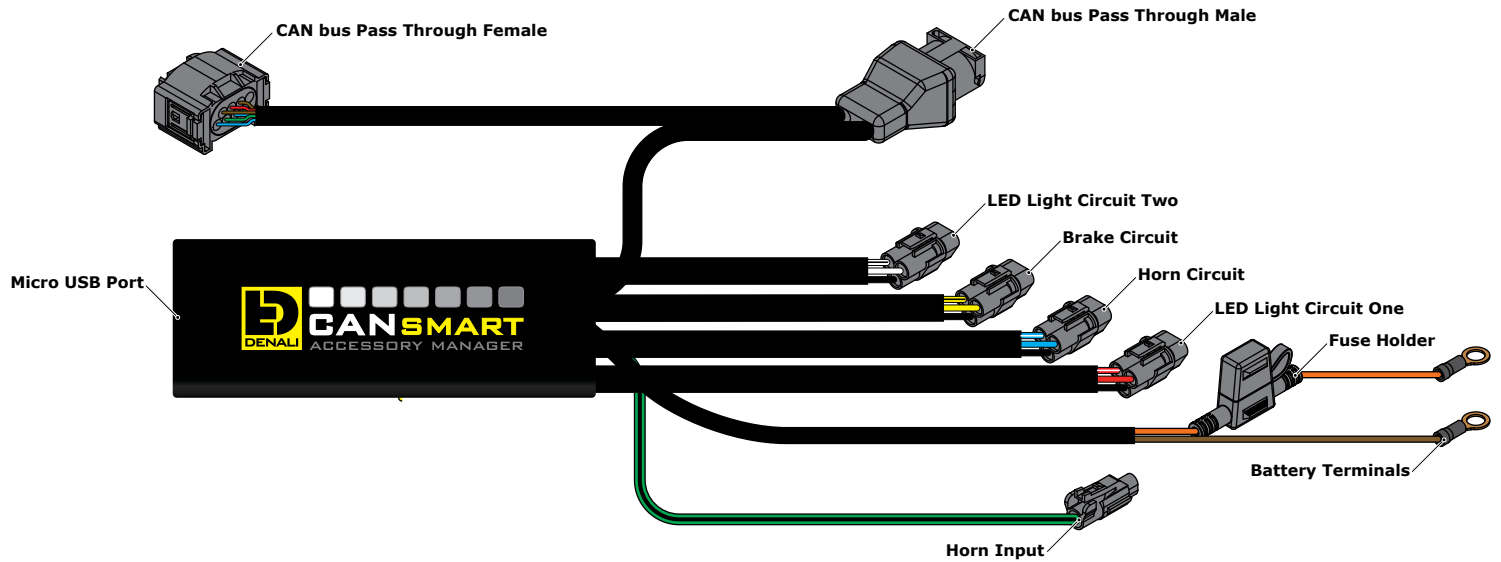 CAN bus Pass Through Male
CAN bus Pass Through Female
LED Light Circuit Two
Brake Circuit
Horn Circuit
Micro USB Port
LED Light Circuit One
DENALI
CANSMART
ACCESSORY MANAGER
Fuse Holder
Battery Terminals
Horn Input